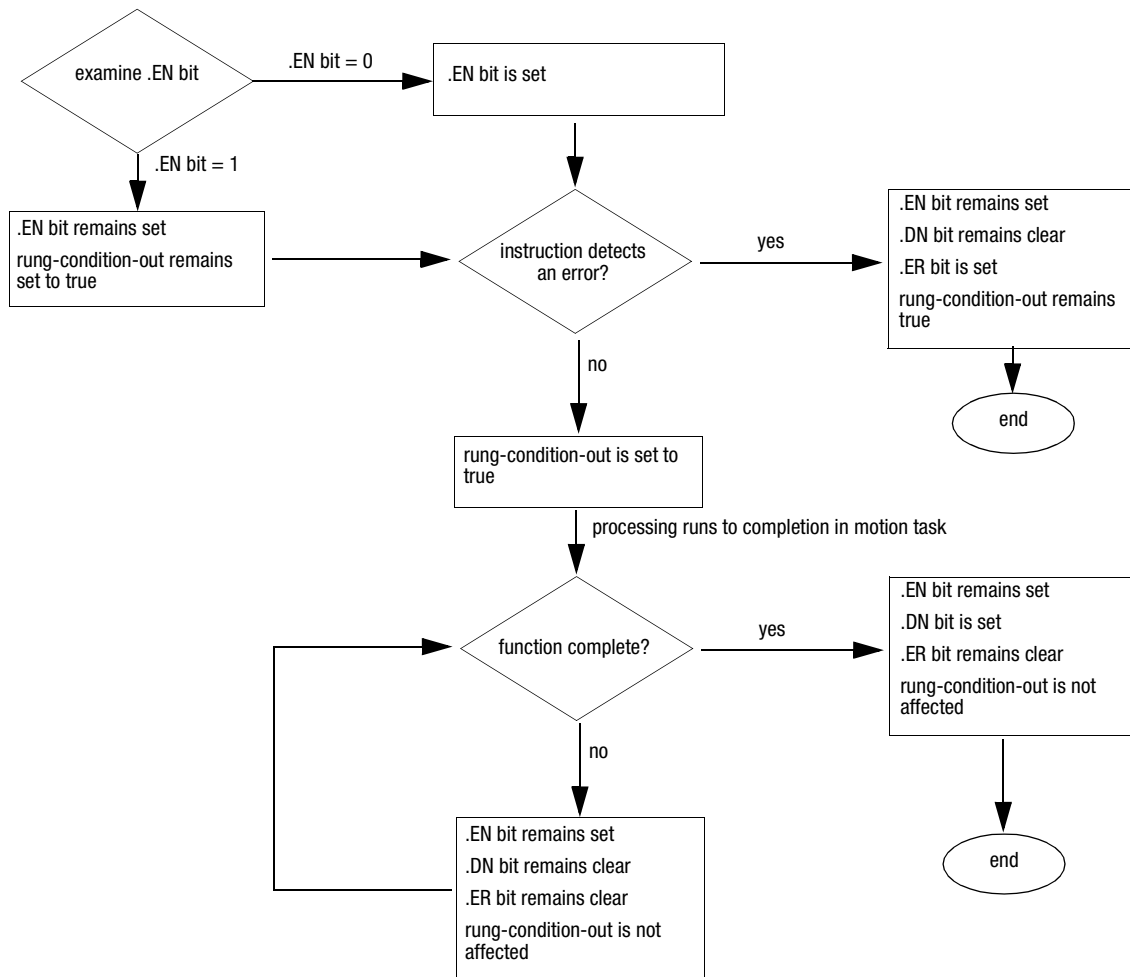 examine .EN bit
.EN bit = 0
.EN bit is set
.EN bit = 1
.EN bit remains set
rung-condition-out remains
set to true
instruction detects
an error?
yes
.EN bit remains set
.DN bit remains clear
.ER bit is set
rung-condition-out remains
true
end
no
rung-condition-out is set to
true
processing runs to completion in motion task
function complete?
yes
.EN bit remains set
.DN bit is set
.ER bit remains clear
rung-condition-out is not
affected
end
no
.EN bit remains set
.DN bit remains clear
.ER bit remains clear
rung-condition-out is not
affected